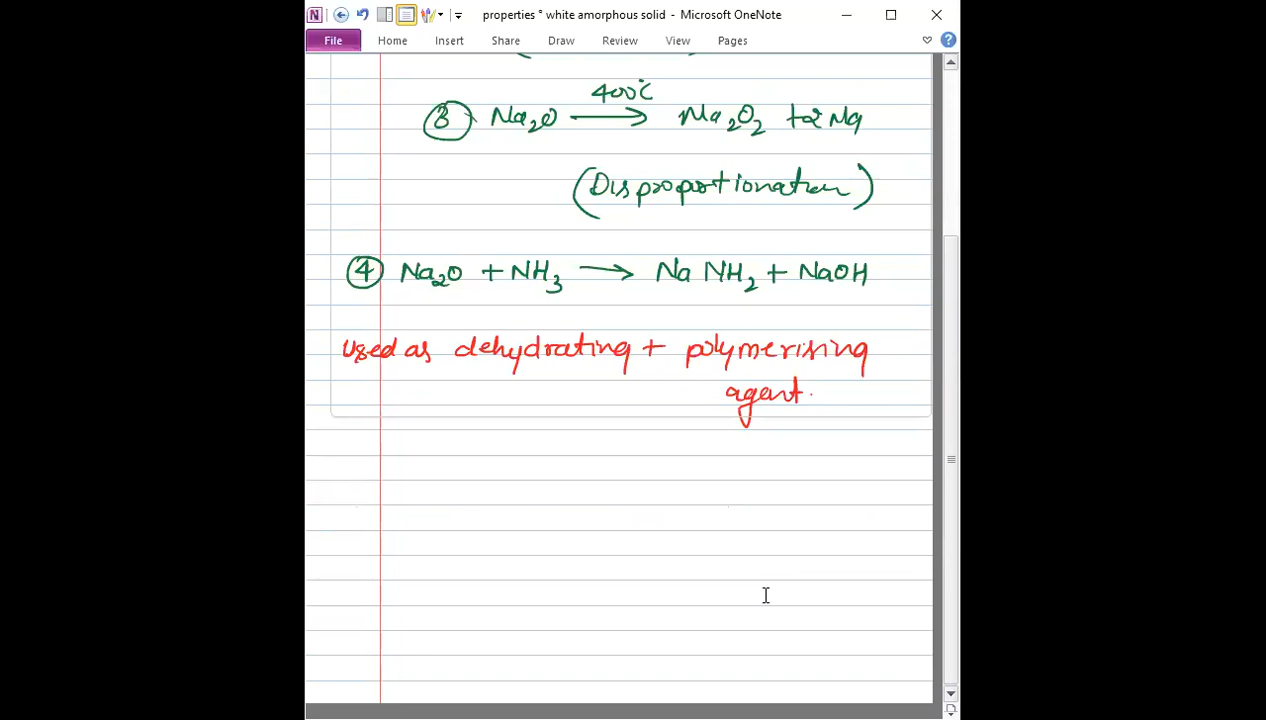 properties ° white amorphous solid - Microsoft OneNote
File Home Insert Share Draw Review View Pages
③ Na₂O 400°C ⟶ Na₂O₂ + 2Na
(Disproportionation)
④ Na₂O + NH₃ ⟶ NaNH₂ + NaOH
used as dehydrating + polymerising
agent.